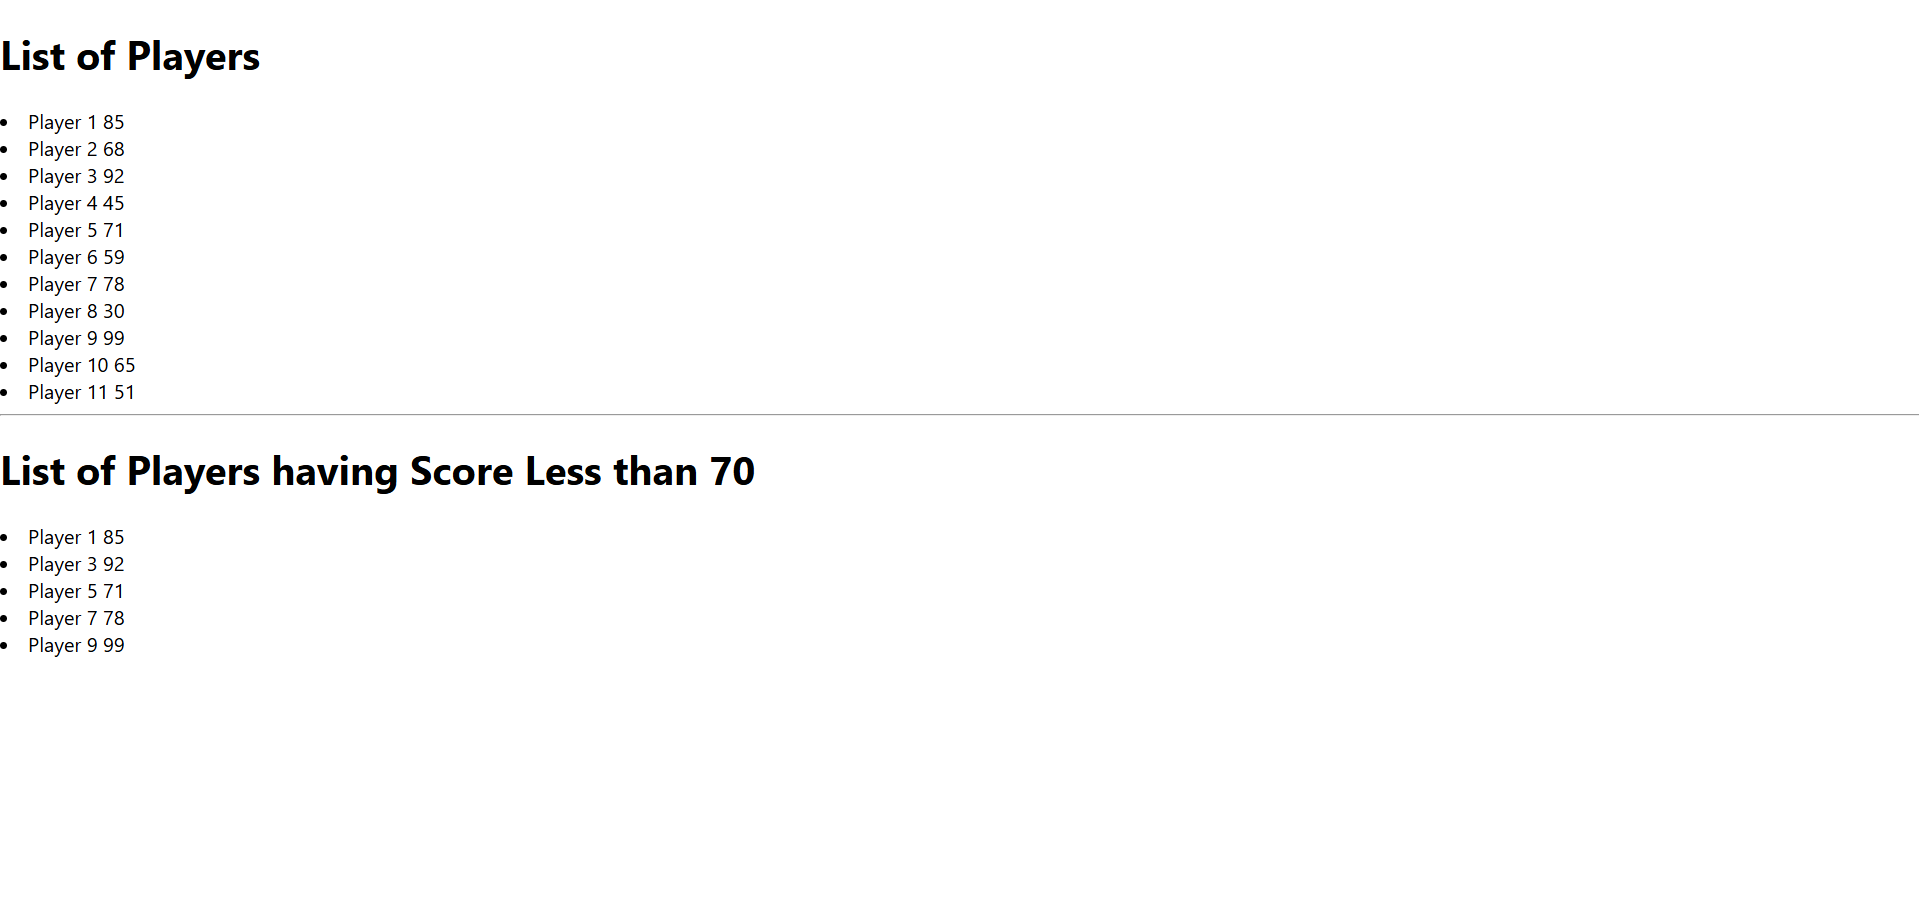 List of Players
Player 1 85
Player 2 68
Player 3 92
Player 4 45
Player 5 71
Player 6 59
Player 7 78
Player 8 30
Player 9 99
Player 10 65
Player 11 51
List of Players having Score Less than 70
Player 1 85
Player 3 92
Player 5 71
Player 7 78
Player 9 99